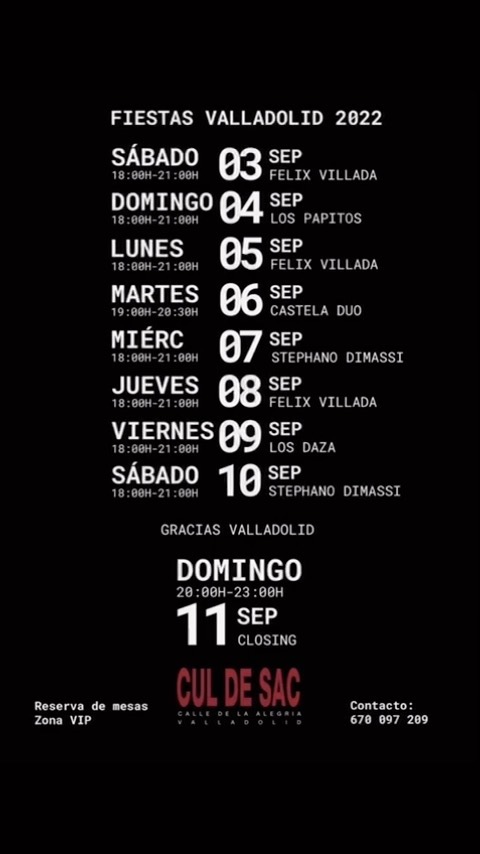 FIESTAS VALLADOLID 2022
SÁBADO 03 SEP
18:00H-21:00H FELIX VILLADA
DOMINGO 04 SEP
18:00H-21:00H LOS PAPITOS
LUNES 05 SEP
18:00H-21:00H FELIX VILLADA
MARTES 06 SEP
19:00H-20:30H CASTELA DUO
MIÉRC 07 SEP
18:00H-21:00H STEPHANO DIMASSI
JUEVES 08 SEP
18:00H-21:00H FELIX VILLADA
VIERNES 09 SEP
18:00H-21:00H LOS DAZA
SÁBADO 10 SEP
18:00H-21:00H STEPHANO DIMASSI
GRACIAS VALLADOLID
DOMINGO
20:00H-23:00H
11 SEP
CLOSING
CUL DE SAC
CALLE DE LA ALEGRIA
VALLADOLID
Reserva de mesas
Zona VIP
Contacto:
670 097 209